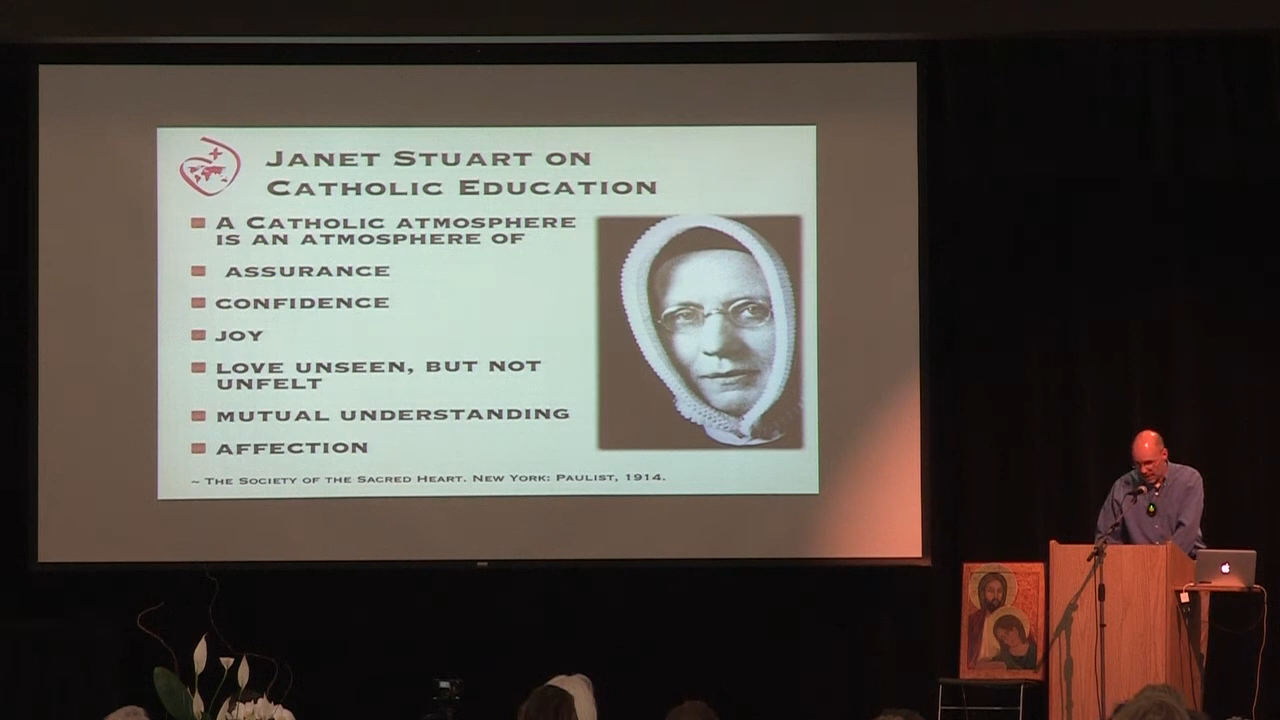 JANET STUART ON
CATHOLIC EDUCATION
A CATHOLIC ATMOSPHERE
IS AN ATMOSPHERE OF
ASSURANCE
CONFIDENCE
JOY
LOVE UNSEEN, BUT NOT
UNFELT
MUTUAL UNDERSTANDING
AFFECTION
~ THE SOCIETY OF THE SACRED HEART. NEW YORK: PAULIST, 1914.